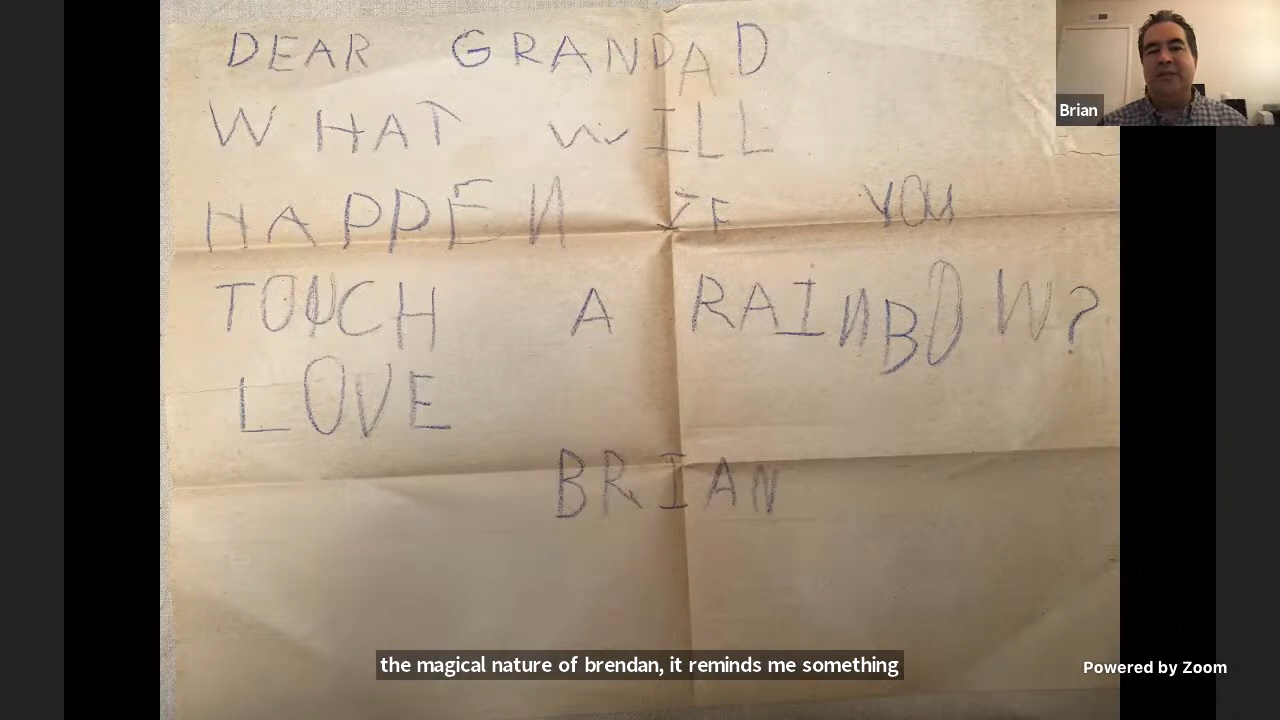 DEAR GRANDAD
WHAT WILL
HAPPEN IF YOU
TOUCH A RAINBOW?
LOVE
BRIAN
Brian
the magical nature of brendan, it reminds me something
Powered by Zoom